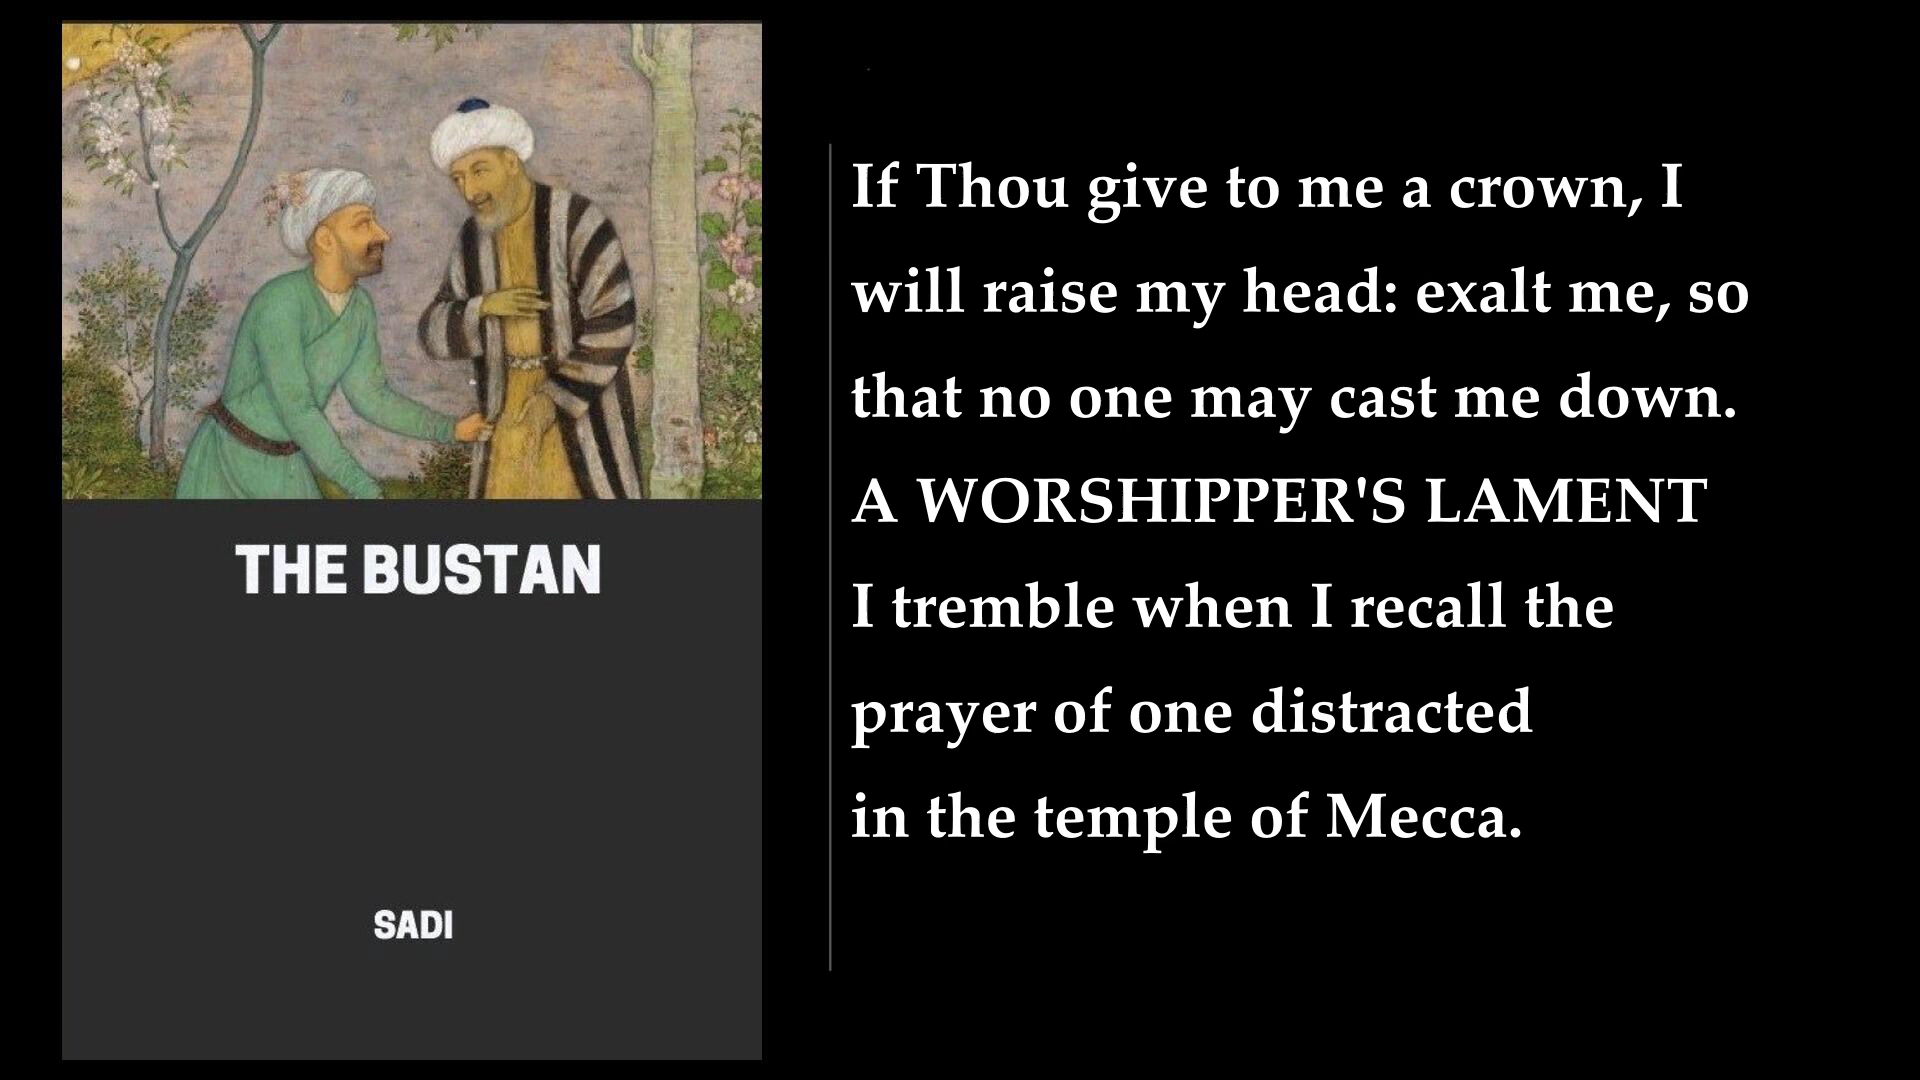 THE BUSTAN
SADI
If Thou give to me a crown, I
will raise my head: exalt me, so
that no one may cast me down.
A WORSHIPPER'S LAMENT
I tremble when I recall the
prayer of one distracted
in the temple of Mecca.